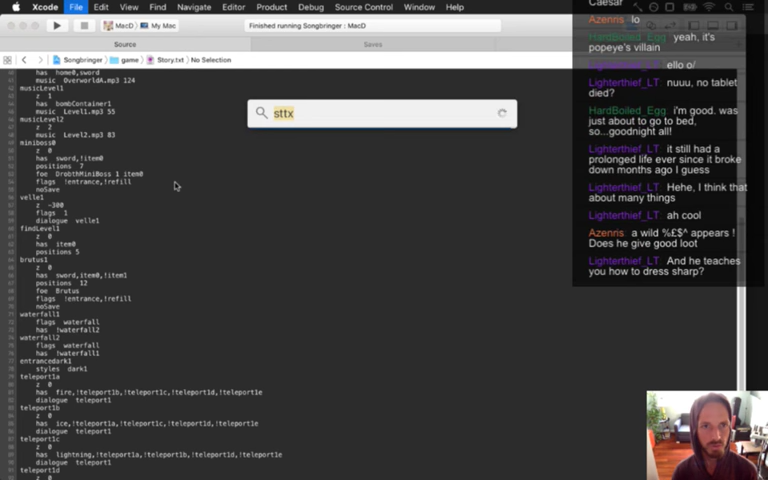 Xcode File Edit View Find Navigate Editor Product Debug Source Control Window Help
Caesar
MacD My Mac
Finished running Songbringer : MacD
Azenris: lo
HardBoiled_Egg: yeah, it's
popeye's villain
Source
Saves
Songbringer game Story.txt No Selection
ello o/
has home0,sword
music OverworldA.mp3 124
musicLevel1
z 1
has bombContainer1
music Level1.mp3 55
musicLevel2
z 2
music Level2.mp3 83
miniboss0
z 0
has sword,!item0
positions 7
foe DrobthMiniBoss 1 item0
flags !entrance,!refill
noSave
velle1
z -300
flags 1
dialogue velle1
findLevel1
z 0
has item0
positions 5
brutus1
z 0
has sword,item0,!item1
positions 12
foe Brutus
flags !entrance,!refill
noSave
waterfall1
flags waterfall
has !waterfall2
waterfall2
flags waterfall
has !waterfall1
entrancedark1
styles dark1
teleport1a
z 0
has fire,!teleport1b,!teleport1c,!teleport1d,!teleport1e
dialogue teleport1
teleport1b
z 0
has ice,!teleport1a,!teleport1c,!teleport1d,!teleport1e
dialogue teleport1
teleport1c
z 0
has lightning,!teleport1a,!teleport1b,!teleport1d,!teleport1e
dialogue teleport1
teleport1d
z 0
sttx
Lighterthief_LT: nuuu, no tablet
died?
HardBoiled_Egg: i'm good. was
just about to go to bed,
so...goodnight all!
Lighterthief_LT: it still had a
prolonged life ever since it broke
down months ago I guess
Lighterthief_LT: Hehe, I think that
about many things
Lighterthief_LT: ah cool
Azenris: a wild %£$^ appears !
Does he give good loot
Lighterthief_LT: And he teaches
you how to dress sharp?